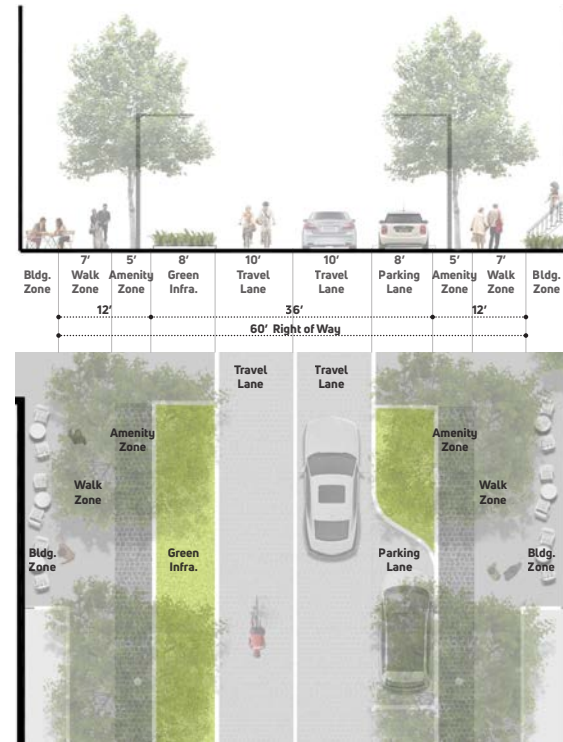 7’ 5’ 8’ 10’ 10’ 8’ 5’ 7’
Bldg. Walk Amenity Green Travel Travel Parking Amenity Walk Bldg.
Zone Zone Zone Infra. Lane Lane Lane Zone Zone Zone
12’ 36’ 12’
60’ Right of Way
Travel Travel
Lane Lane
Amenity Amenity
Zone Zone
Walk Walk
Zone Zone
Bldg. Green Parking Bldg.
Zone Infra. Lane Zone